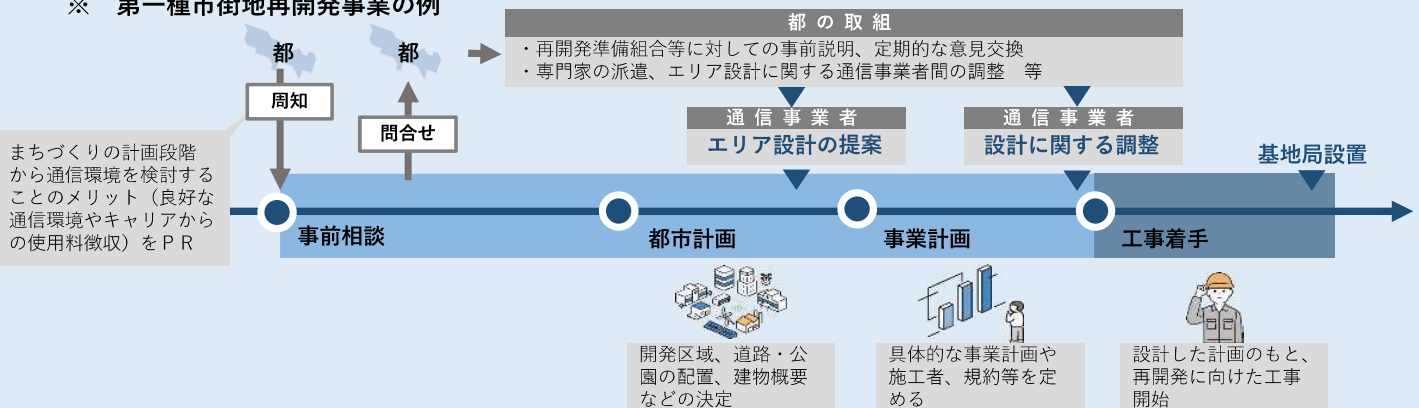 ※ 第一種市街地再開発事業の例
都
都
都の取組
・再開発準備組合等に対しての事前説明、定期的な意見交換
・専門家の派遣、エリア設計に関する通信事業者間の調整　等
周知
問合せ
通信事業者
エリア設計の提案
通信事業者
設計に関する調整
基地局設置
まちづくりの計画段階
から通信環境を検討する
ことのメリット（良好な
通信環境やキャリアから
の使用料徴収）をＰＲ
事前相談
都市計画
事業計画
工事着手
開発区域、道路・公
園の配置、建物概要
などの決定
具体的な事業計画や
施工者、規約等を定
める
設計した計画のもと、
再開発に向けた工事
開始